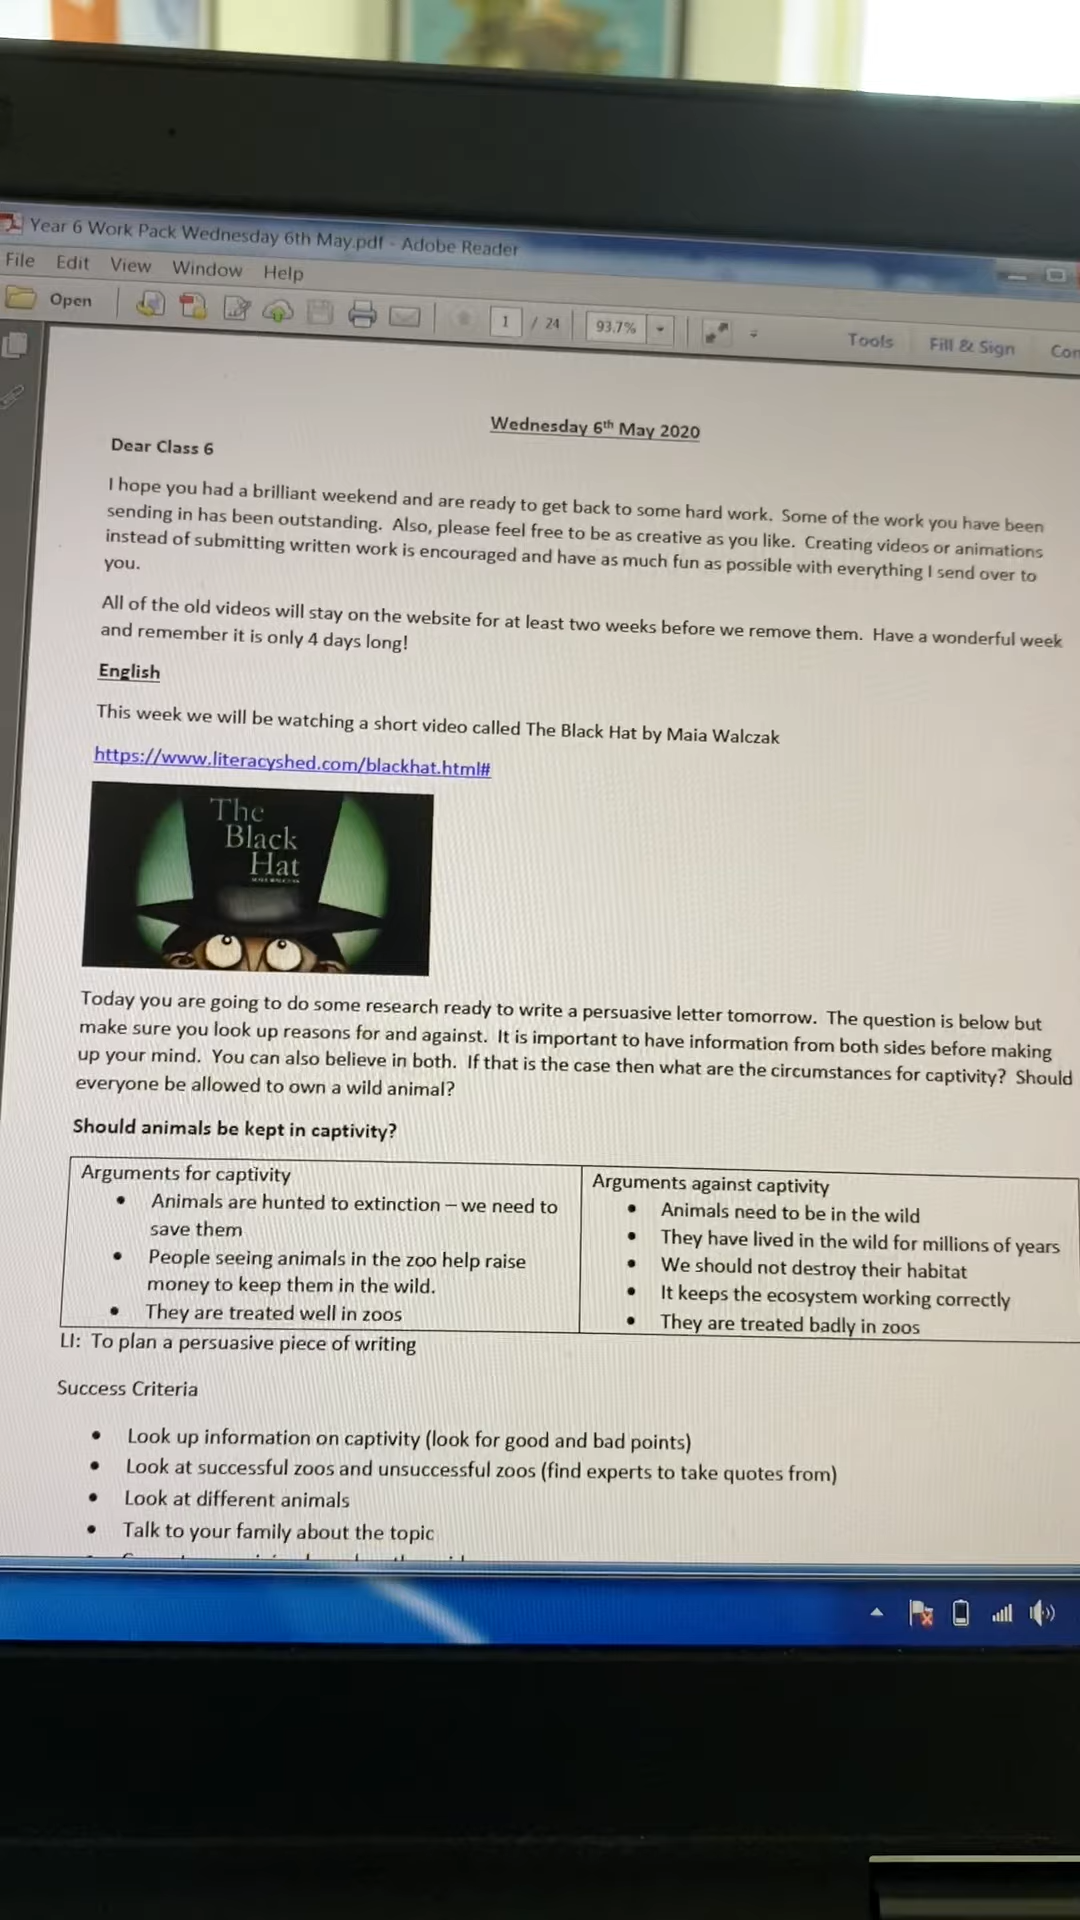 Year 6 Work Pack Wednesday 6th May.pdf - Adobe Reader
File Edit View Window Help
Open 1 / 24 93.7% Tools Fill & Sign
Wednesday 6th May 2020
Dear Class 6
I hope you had a brilliant weekend and are ready to get back to some hard work. Some of the work you have been
sending in has been outstanding. Also, please feel free to be as creative as you like. Creating videos or animations
instead of submitting written work is encouraged and have as much fun as possible with everything I send over to
you.
All of the old videos will stay on the website for at least two weeks before we remove them. Have a wonderful week
and remember it is only 4 days long!
English
This week we will be watching a short video called The Black Hat by Maia Walczak
https://www.literacyshed.com/blackhat.html#
The
Black
Hat
Today you are going to do some research ready to write a persuasive letter tomorrow. The question is below but
make sure you look up reasons for and against. It is important to have information from both sides before making
up your mind. You can also believe in both. If that is the case then what are the circumstances for captivity? Should
everyone be allowed to own a wild animal?
Should animals be kept in captivity?
Arguments for captivity
• Animals are hunted to extinction – we need to
save them
• People seeing animals in the zoo help raise
money to keep them in the wild.
• They are treated well in zoos
Arguments against captivity
• Animals need to be in the wild
• They have lived in the wild for millions of years
• We should not destroy their habitat
• It keeps the ecosystem working correctly
• They are treated badly in zoos
LI: To plan a persuasive piece of writing
Success Criteria
• Look up information on captivity (look for good and bad points)
• Look at successful zoos and unsuccessful zoos (find experts to take quotes from)
• Look at different animals
• Talk to your family about the topic